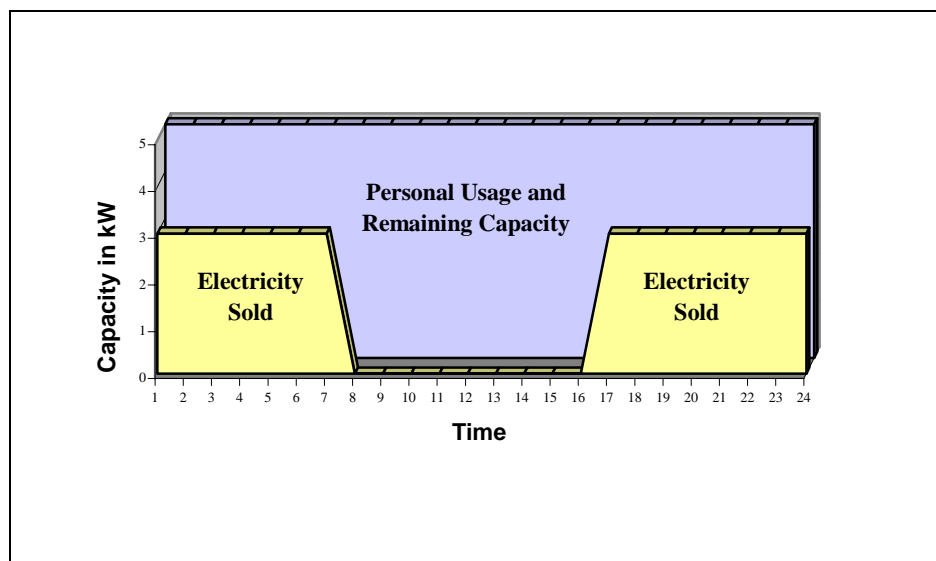 5
4
3
2
1
0
Capacity in kW
Personal Usage and
Remaining Capacity
Electricity
Sold
Electricity
Sold
1 2 3 4 5 6 7 8 9 10 11 12 13 14 15 16 17 18 19 20 21 22 23 24
Time